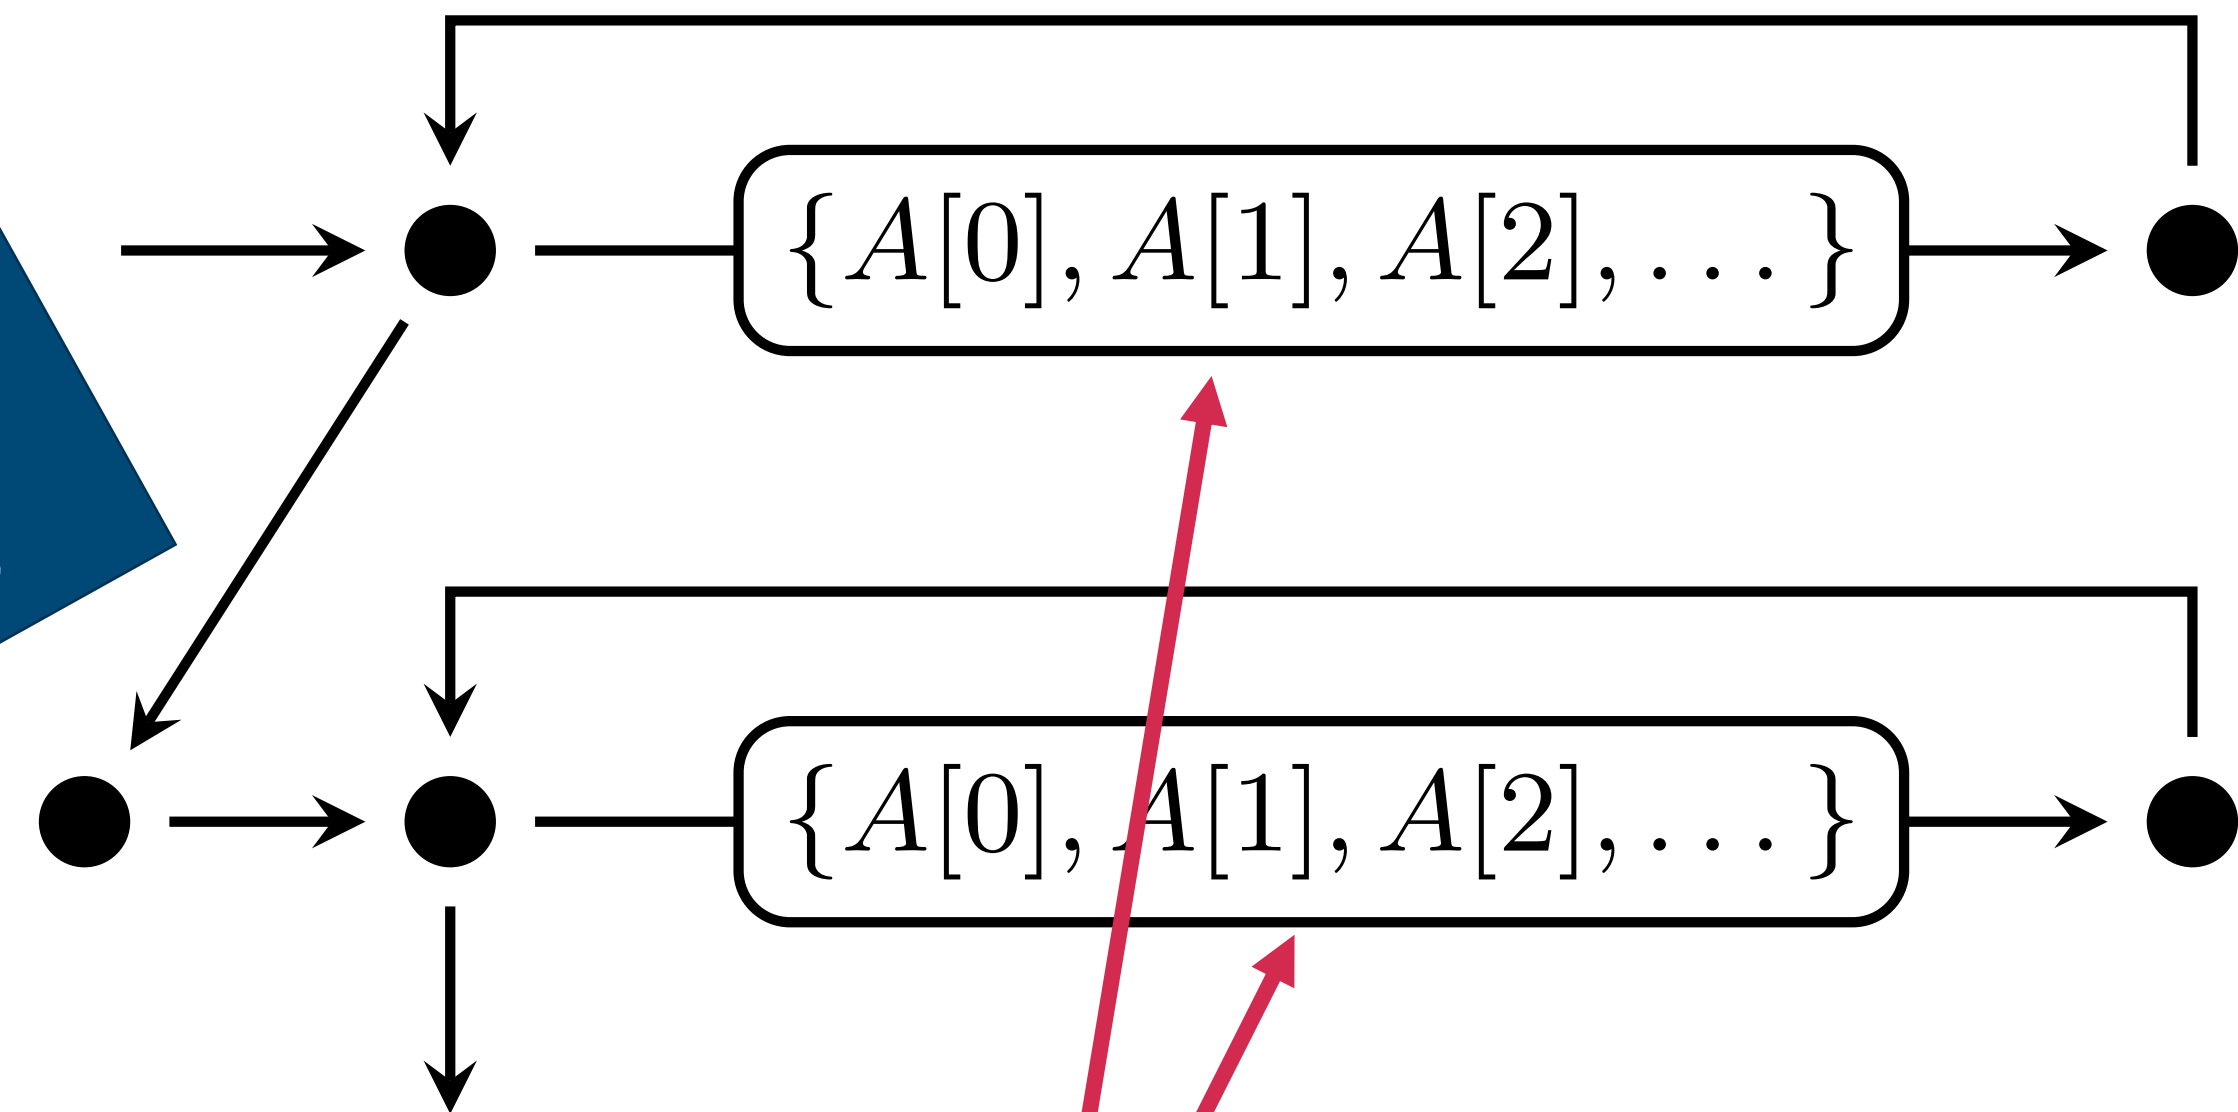 {A[0], A[1], A[2], . . . }
{A[0], A[1], A[2], . . . }